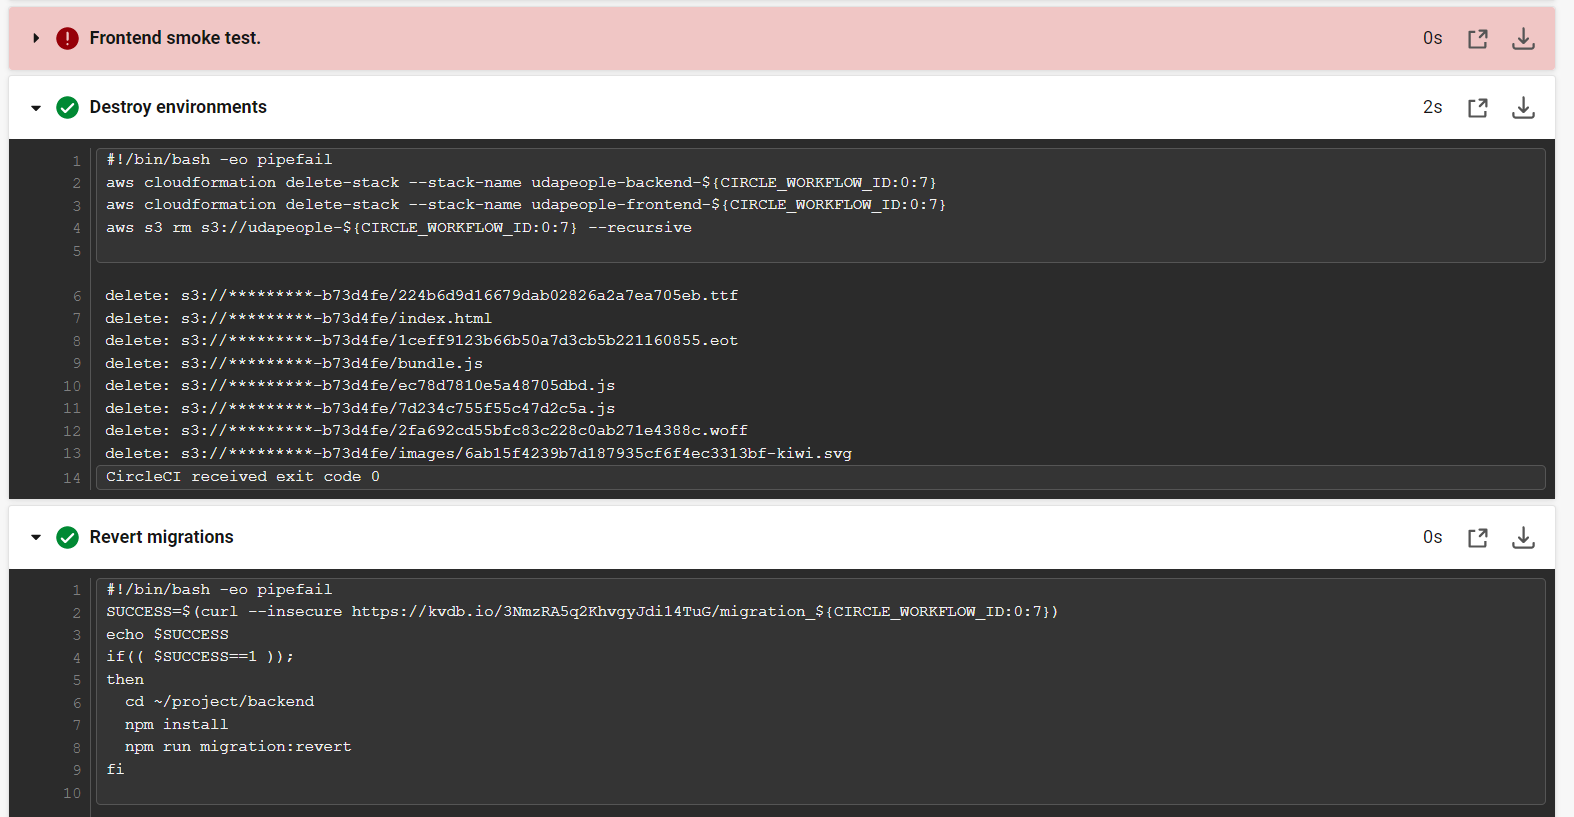 Frontend smoke test.
0s
Destroy environments
2s
1 #!/bin/bash -eo pipefail
2 aws cloudformation delete-stack --stack-name udapeople-backend-${CIRCLE_WORKFLOW_ID:0:7}
3 aws cloudformation delete-stack --stack-name udapeople-frontend-${CIRCLE_WORKFLOW_ID:0:7}
4 aws s3 rm s3://udapeople-${CIRCLE_WORKFLOW_ID:0:7} --recursive
5
6 delete: s3://*********-b73d4fe/224b6d9d16679dab02826a2a7ea705eb.ttf
7 delete: s3://*********-b73d4fe/index.html
8 delete: s3://*********-b73d4fe/1ceff9123b66b50a7d3cb5b221160855.eot
9 delete: s3://*********-b73d4fe/bundle.js
10 delete: s3://*********-b73d4fe/ec78d7810e5a48705dbd.js
11 delete: s3://*********-b73d4fe/7d234c755f55c47d2c5a.js
12 delete: s3://*********-b73d4fe/2fa692cd55bfc83c228c0ab271e4388c.woff
13 delete: s3://*********-b73d4fe/images/6ab15f4239b7d187935cf6f4ec3313bf-kiwi.svg
14 CircleCI received exit code 0
Revert migrations
0s
1 #!/bin/bash -eo pipefail
2 SUCCESS=$(curl --insecure https://kvdb.io/3NmzRA5q2KhvgyJdi14TuG/migration_${CIRCLE_WORKFLOW_ID:0:7})
3 echo $SUCCESS
4 if(( $SUCCESS==1 ));
5 then
6 cd ~/project/backend
7 npm install
8 npm run migration:revert
9 fi
10